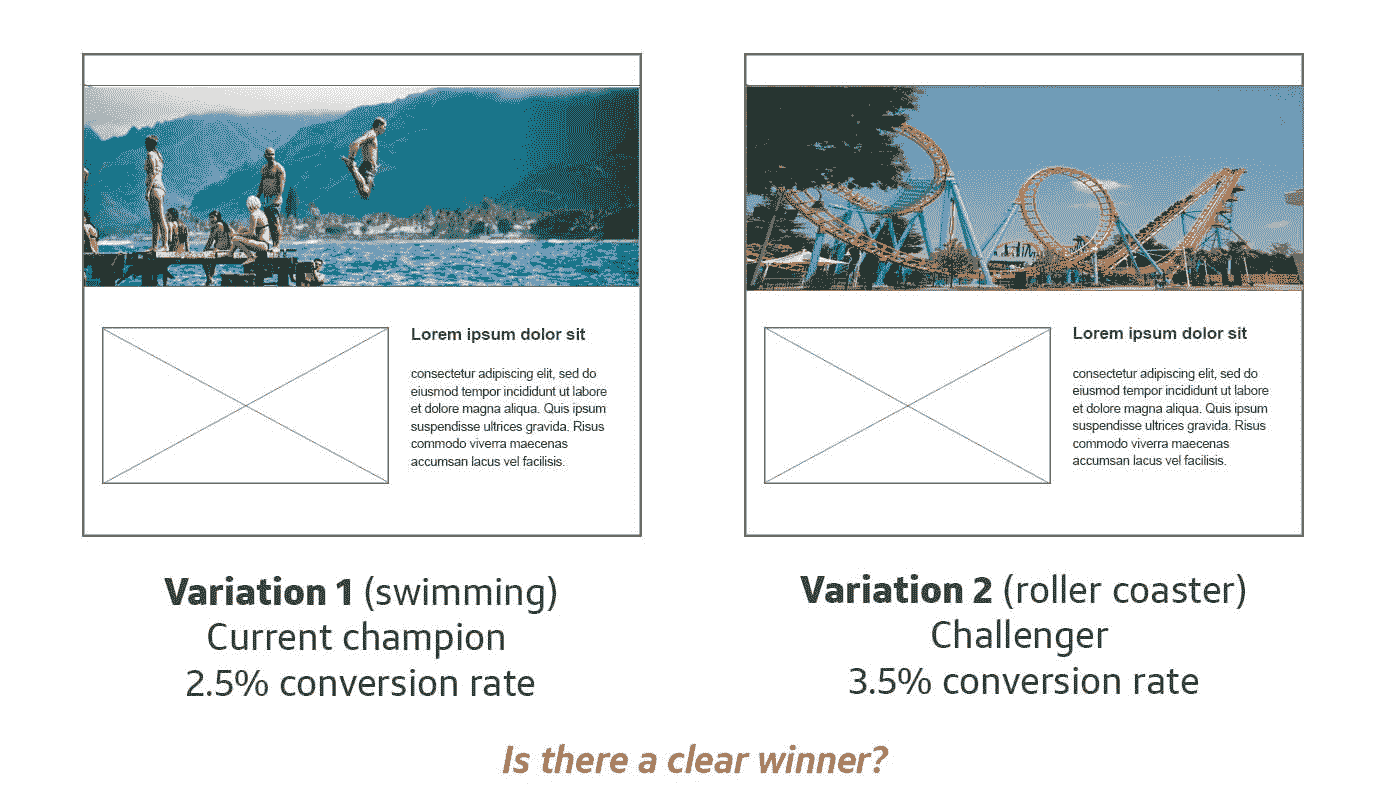 Lorem ipsum dolor sit
consectetur adipiscing elit, sed do
eiusmod tempor incididunt ut labore
et dolore magna aliqua. Quis ipsum
suspendisse ultrices gravida. Risus
commodo viverra maecenas
accumsan lacus vel facilisis.
Variation 1 (swimming)
Current champion
2.5% conversion rate
Lorem ipsum dolor sit
consectetur adipiscing elit, sed do
eiusmod tempor incididunt ut labore
et dolore magna aliqua. Quis ipsum
suspendisse ultrices gravida. Risus
commodo viverra maecenas
accumsan lacus vel facilisis.
Variation 2 (roller coaster)
Challenger
3.5% conversion rate
Is there a clear winner?